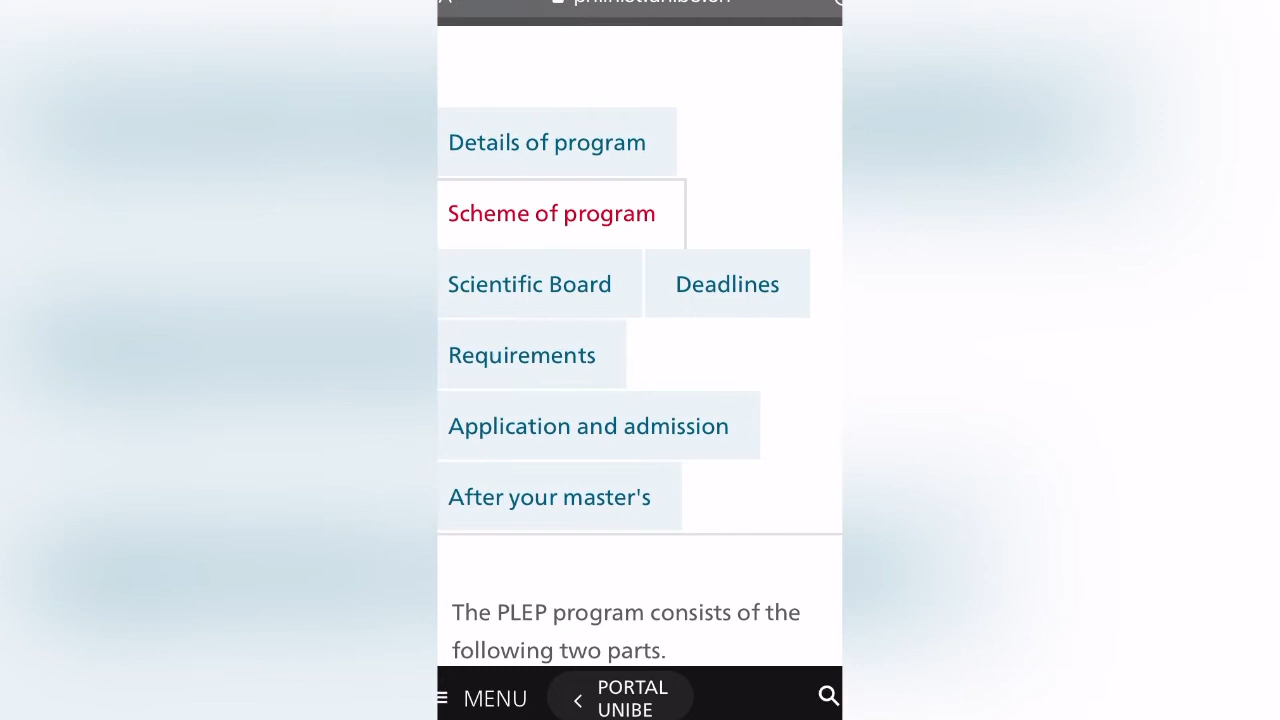 Details of program
Scheme of program
Scientific Board
Deadlines
Requirements
Application and admission
After your master's
The PLEP program consists of the
following two parts.
MENU
PORTAL
UNIBE